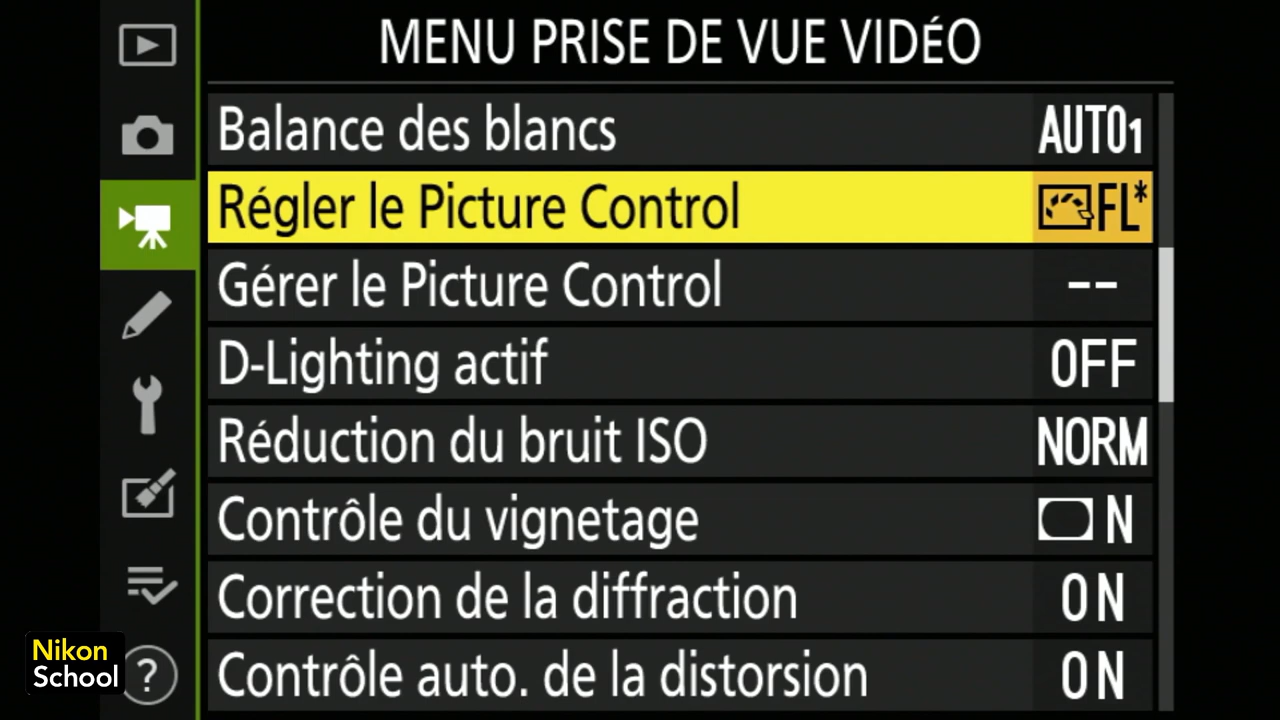 MENU PRISE DE VUE VIDÉO
Balance des blancs AUTO1
Régler le Picture Control FL*
Gérer le Picture Control --
D-Lighting actif OFF
Réduction du bruit ISO NORM
Contrôle du vignetage N
Correction de la diffraction ON
Contrôle auto. de la distorsion ON
Nikon
School
?